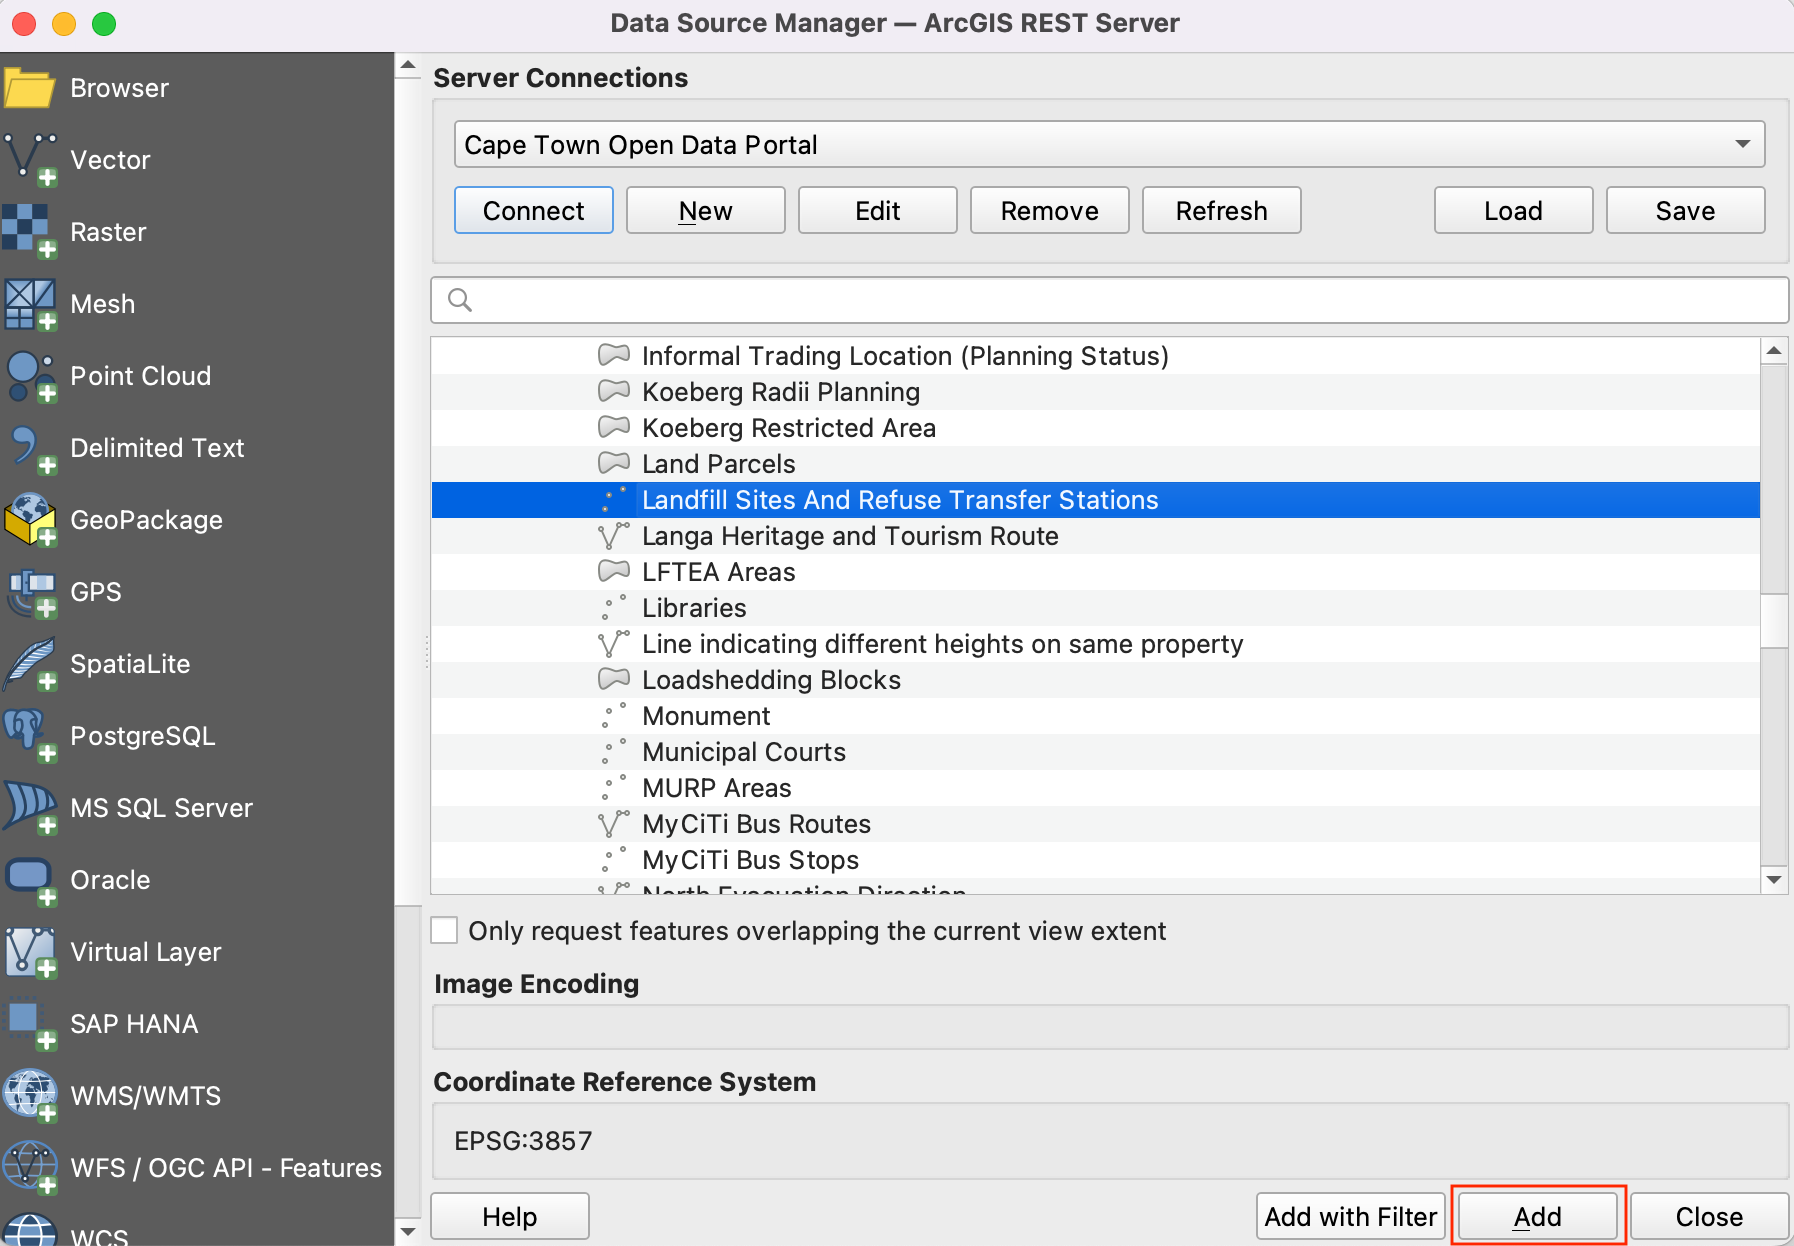 Data Source Manager — ArcGIS REST Server
Browser
Vector
Raster
Mesh
Point Cloud
Delimited Text
GeoPackage
GPS
SpatiaLite
PostgreSQL
MS SQL Server
Oracle
Virtual Layer
SAP HANA
WMS/WMTS
WFS / OGC API - Features
WCS
Server Connections
Cape Town Open Data Portal
Connect New Edit Remove Refresh Load Save
Informal Trading Location (Planning Status)
Koeberg Radii Planning
Koeberg Restricted Area
Land Parcels
Landfill Sites And Refuse Transfer Stations
Langa Heritage and Tourism Route
LFTEA Areas
Libraries
Line indicating different heights on same property
Loadshedding Blocks
Monument
Municipal Courts
MURP Areas
MyCiTi Bus Routes
MyCiTi Bus Stops
North Evacuation Direction
Only request features overlapping the current view extent
Image Encoding
Coordinate Reference System
EPSG:3857
Help Add with Filter Add Close